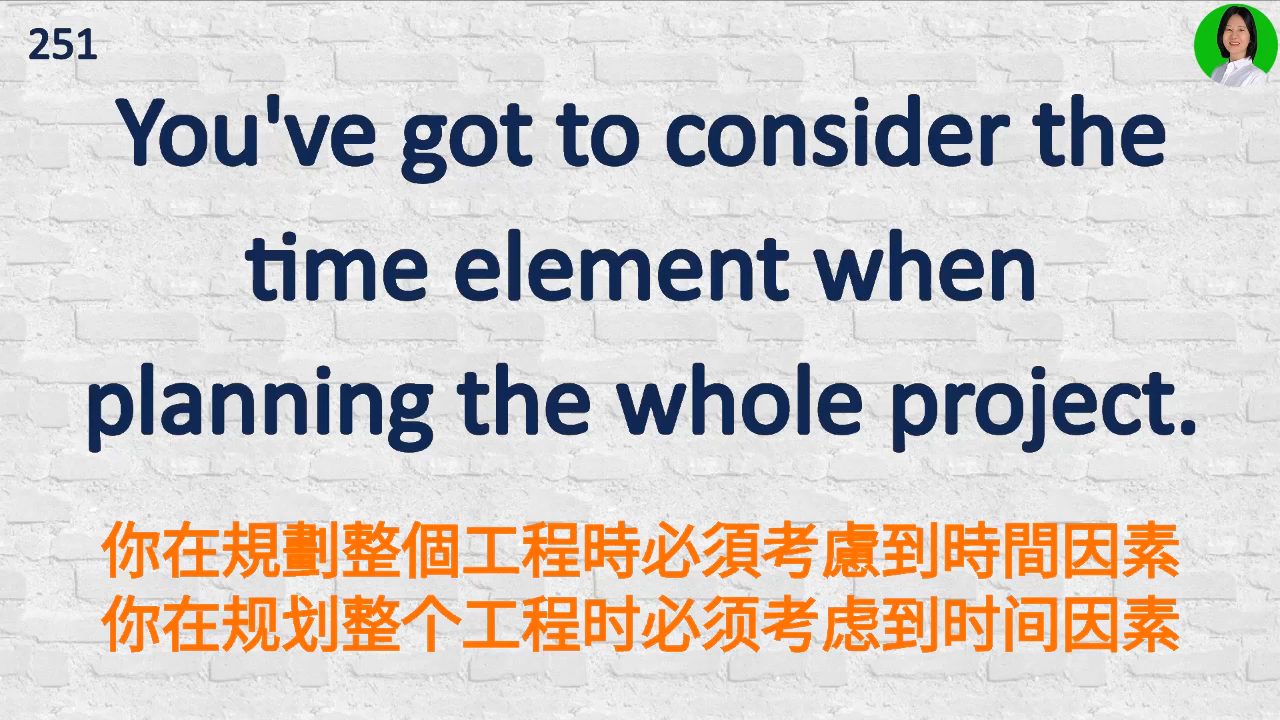 251
You've got to consider the
time element when
planning the whole project.
你在規劃整個工程時必須考慮到時間因素
你在规划整个工程时必须考虑到时间因素